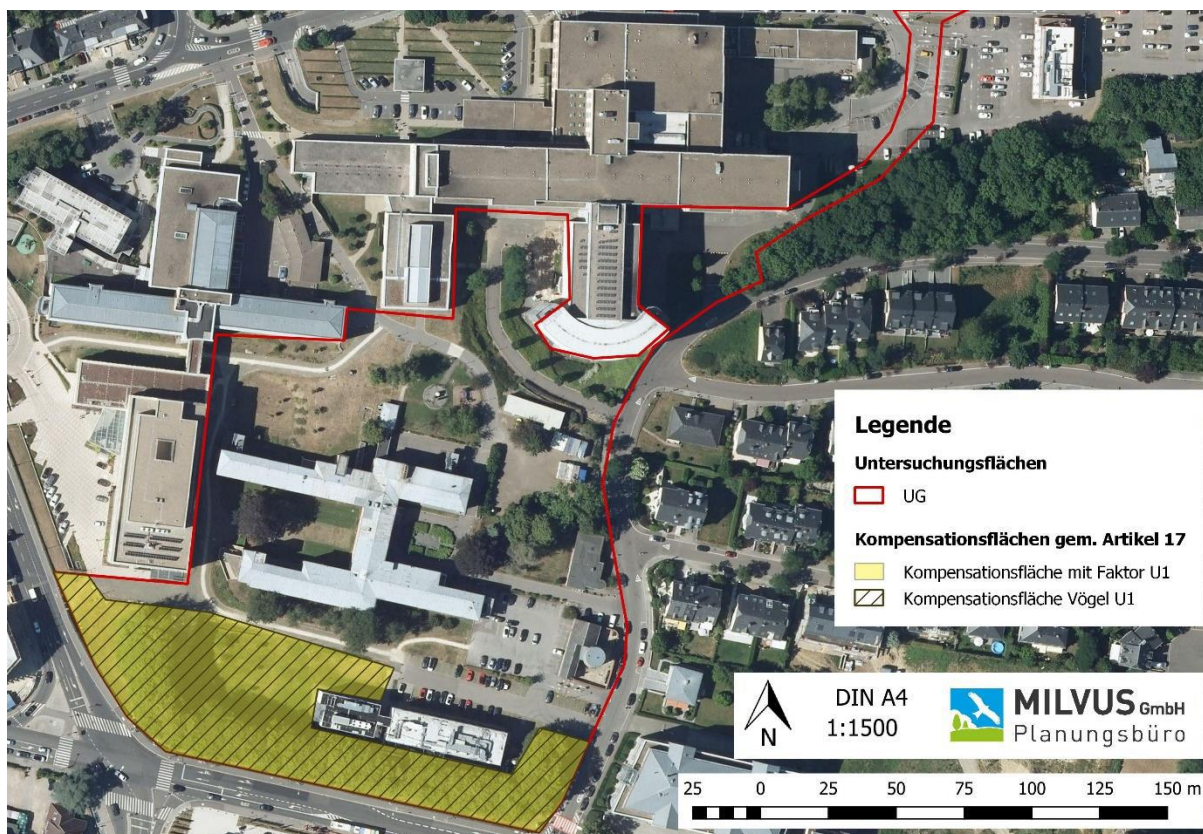 Legende
Untersuchungsflächen
UG
Kompensationsflächen gem. Artikel 17
Kompensationsfläche mit Faktor U1
Kompensationsfläche Vögel U1
N
DIN A4
1:1500
MILVUS GmbH
Planungsbüro
25 0 25 50 75 100 125 150 m